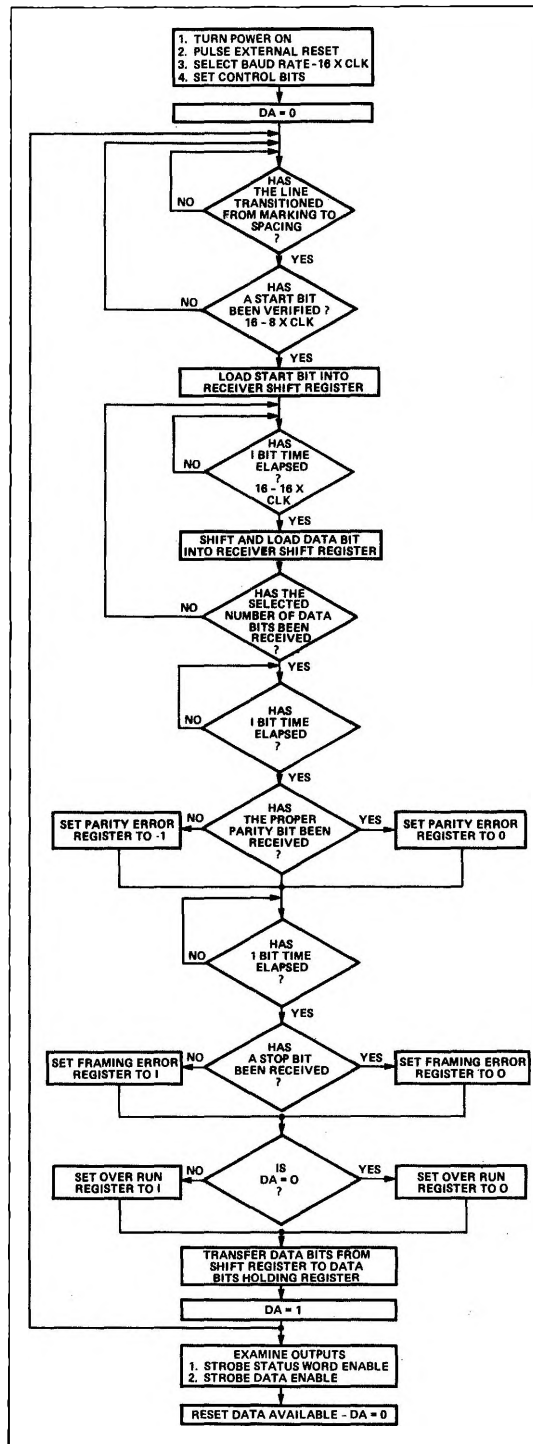 1. TURN POWER ON
2. PULSE EXTERNAL RESET
3. SELECT BAUD RATE - 16 X CLK
4. SET CONTROL BITS
DA = 0
HAS
THE LINE
TRANSITIONED
FROM MARKING TO
SPACING
?
NO
YES
HAS
A START BIT
BEEN VERIFIED ?
16 - 8 X CLK
NO
YES
LOAD START BIT INTO
RECEIVER SHIFT REGISTER
HAS
I BIT TIME
ELAPSED
?
16 - 16 X
CLK
NO
YES
SHIFT AND LOAD DATA BIT
INTO RECEIVER SHIFT REGISTER
HAS THE
SELECTED
NUMBER OF DATA
BITS BEEN
RECEIVED
?
NO
YES
HAS
I BIT TIME
ELAPSED
?
NO
YES
HAS
THE PROPER
PARITY BIT BEEN
RECEIVED
?
NO
YES
SET PARITY ERROR
REGISTER TO -1
SET PARITY ERROR
REGISTER TO 0
HAS
1 BIT TIME
ELAPSED
?
NO
YES
HAS
A STOP BIT
BEEN RECEIVED
?
NO
YES
SET FRAMING ERROR
REGISTER TO I
SET FRAMING ERROR
REGISTER TO O
IS
DA = O
?
NO
YES
SET OVER RUN
REGISTER TO I
SET OVER RUN
REGISTER TO O
TRANSFER DATA BITS FROM
SHIFT REGISTER TO DATA
BITS HOLDING REGISTER
DA = 1
EXAMINE OUTPUTS
1. STROBE STATUS WORD ENABLE
2. STROBE DATA ENABLE
RESET DATA AVAILABLE - DA = 0